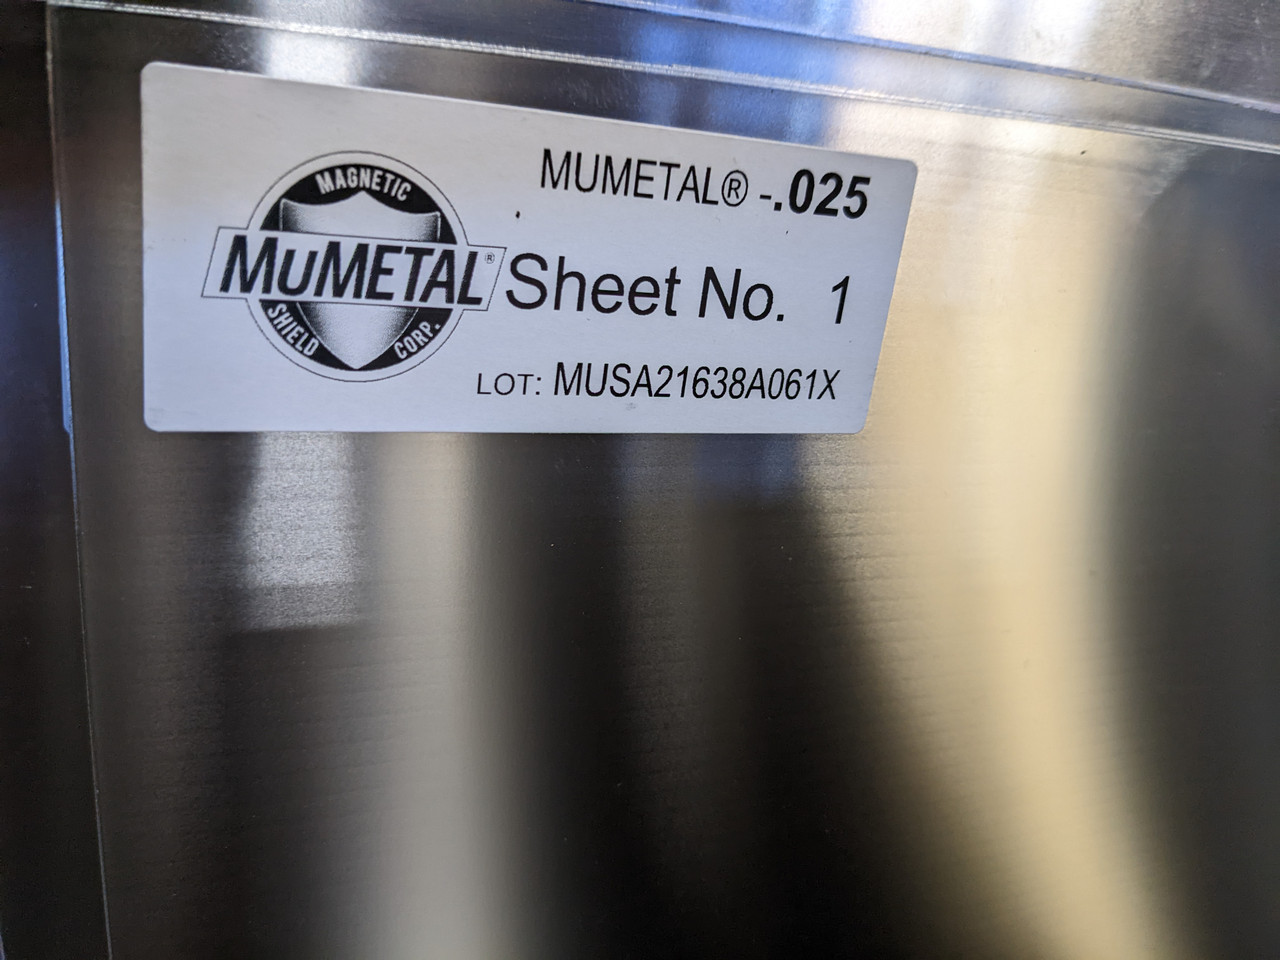 MAGNETIC
MUMETAL®
SHIELD CORP.
MUMETAL® -.025
Sheet No. 1
LOT: MUSA21638A061X